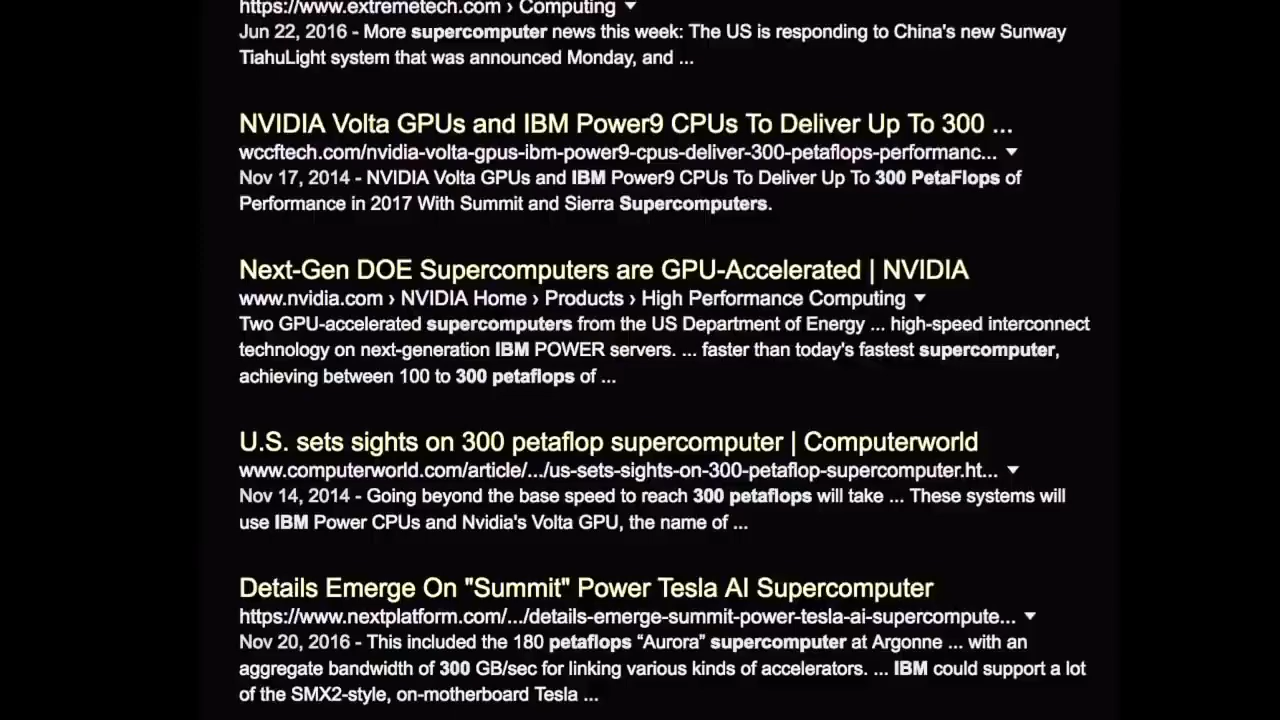 https://www.extremetech.com › Computing ▼
Jun 22, 2016 - More supercomputer news this week: The US is responding to China's new Sunway
TiahuLight system that was announced Monday, and ...
NVIDIA Volta GPUs and IBM Power9 CPUs To Deliver Up To 300 ...
wccftech.com/nvidia-volta-gpus-ibm-power9-cpus-deliver-300-petaflops-performanc... ▼
Nov 17, 2014 - NVIDIA Volta GPUs and IBM Power9 CPUs To Deliver Up To 300 PetaFlops of
Performance in 2017 With Summit and Sierra Supercomputers.
Next-Gen DOE Supercomputers are GPU-Accelerated | NVIDIA
www.nvidia.com › NVIDIA Home › Products › High Performance Computing ▼
Two GPU-accelerated supercomputers from the US Department of Energy ... high-speed interconnect
technology on next-generation IBM POWER servers. ... faster than today's fastest supercomputer,
achieving between 100 to 300 petaflops of ...
U.S. sets sights on 300 petaflop supercomputer | Computerworld
www.computerworld.com/article/.../us-sets-sights-on-300-petaflop-supercomputer.ht... ▼
Nov 14, 2014 - Going beyond the base speed to reach 300 petaflops will take ... These systems will
use IBM Power CPUs and Nvidia's Volta GPU, the name of ...
Details Emerge On "Summit" Power Tesla AI Supercomputer
https://www.nextplatform.com/.../details-emerge-summit-power-tesla-ai-supercompute... ▼
Nov 20, 2016 - This included the 180 petaflops “Aurora” supercomputer at Argonne ... with an
aggregate bandwidth of 300 GB/sec for linking various kinds of accelerators. ... IBM could support a lot
of the SMX2-style, on-motherboard Tesla ...